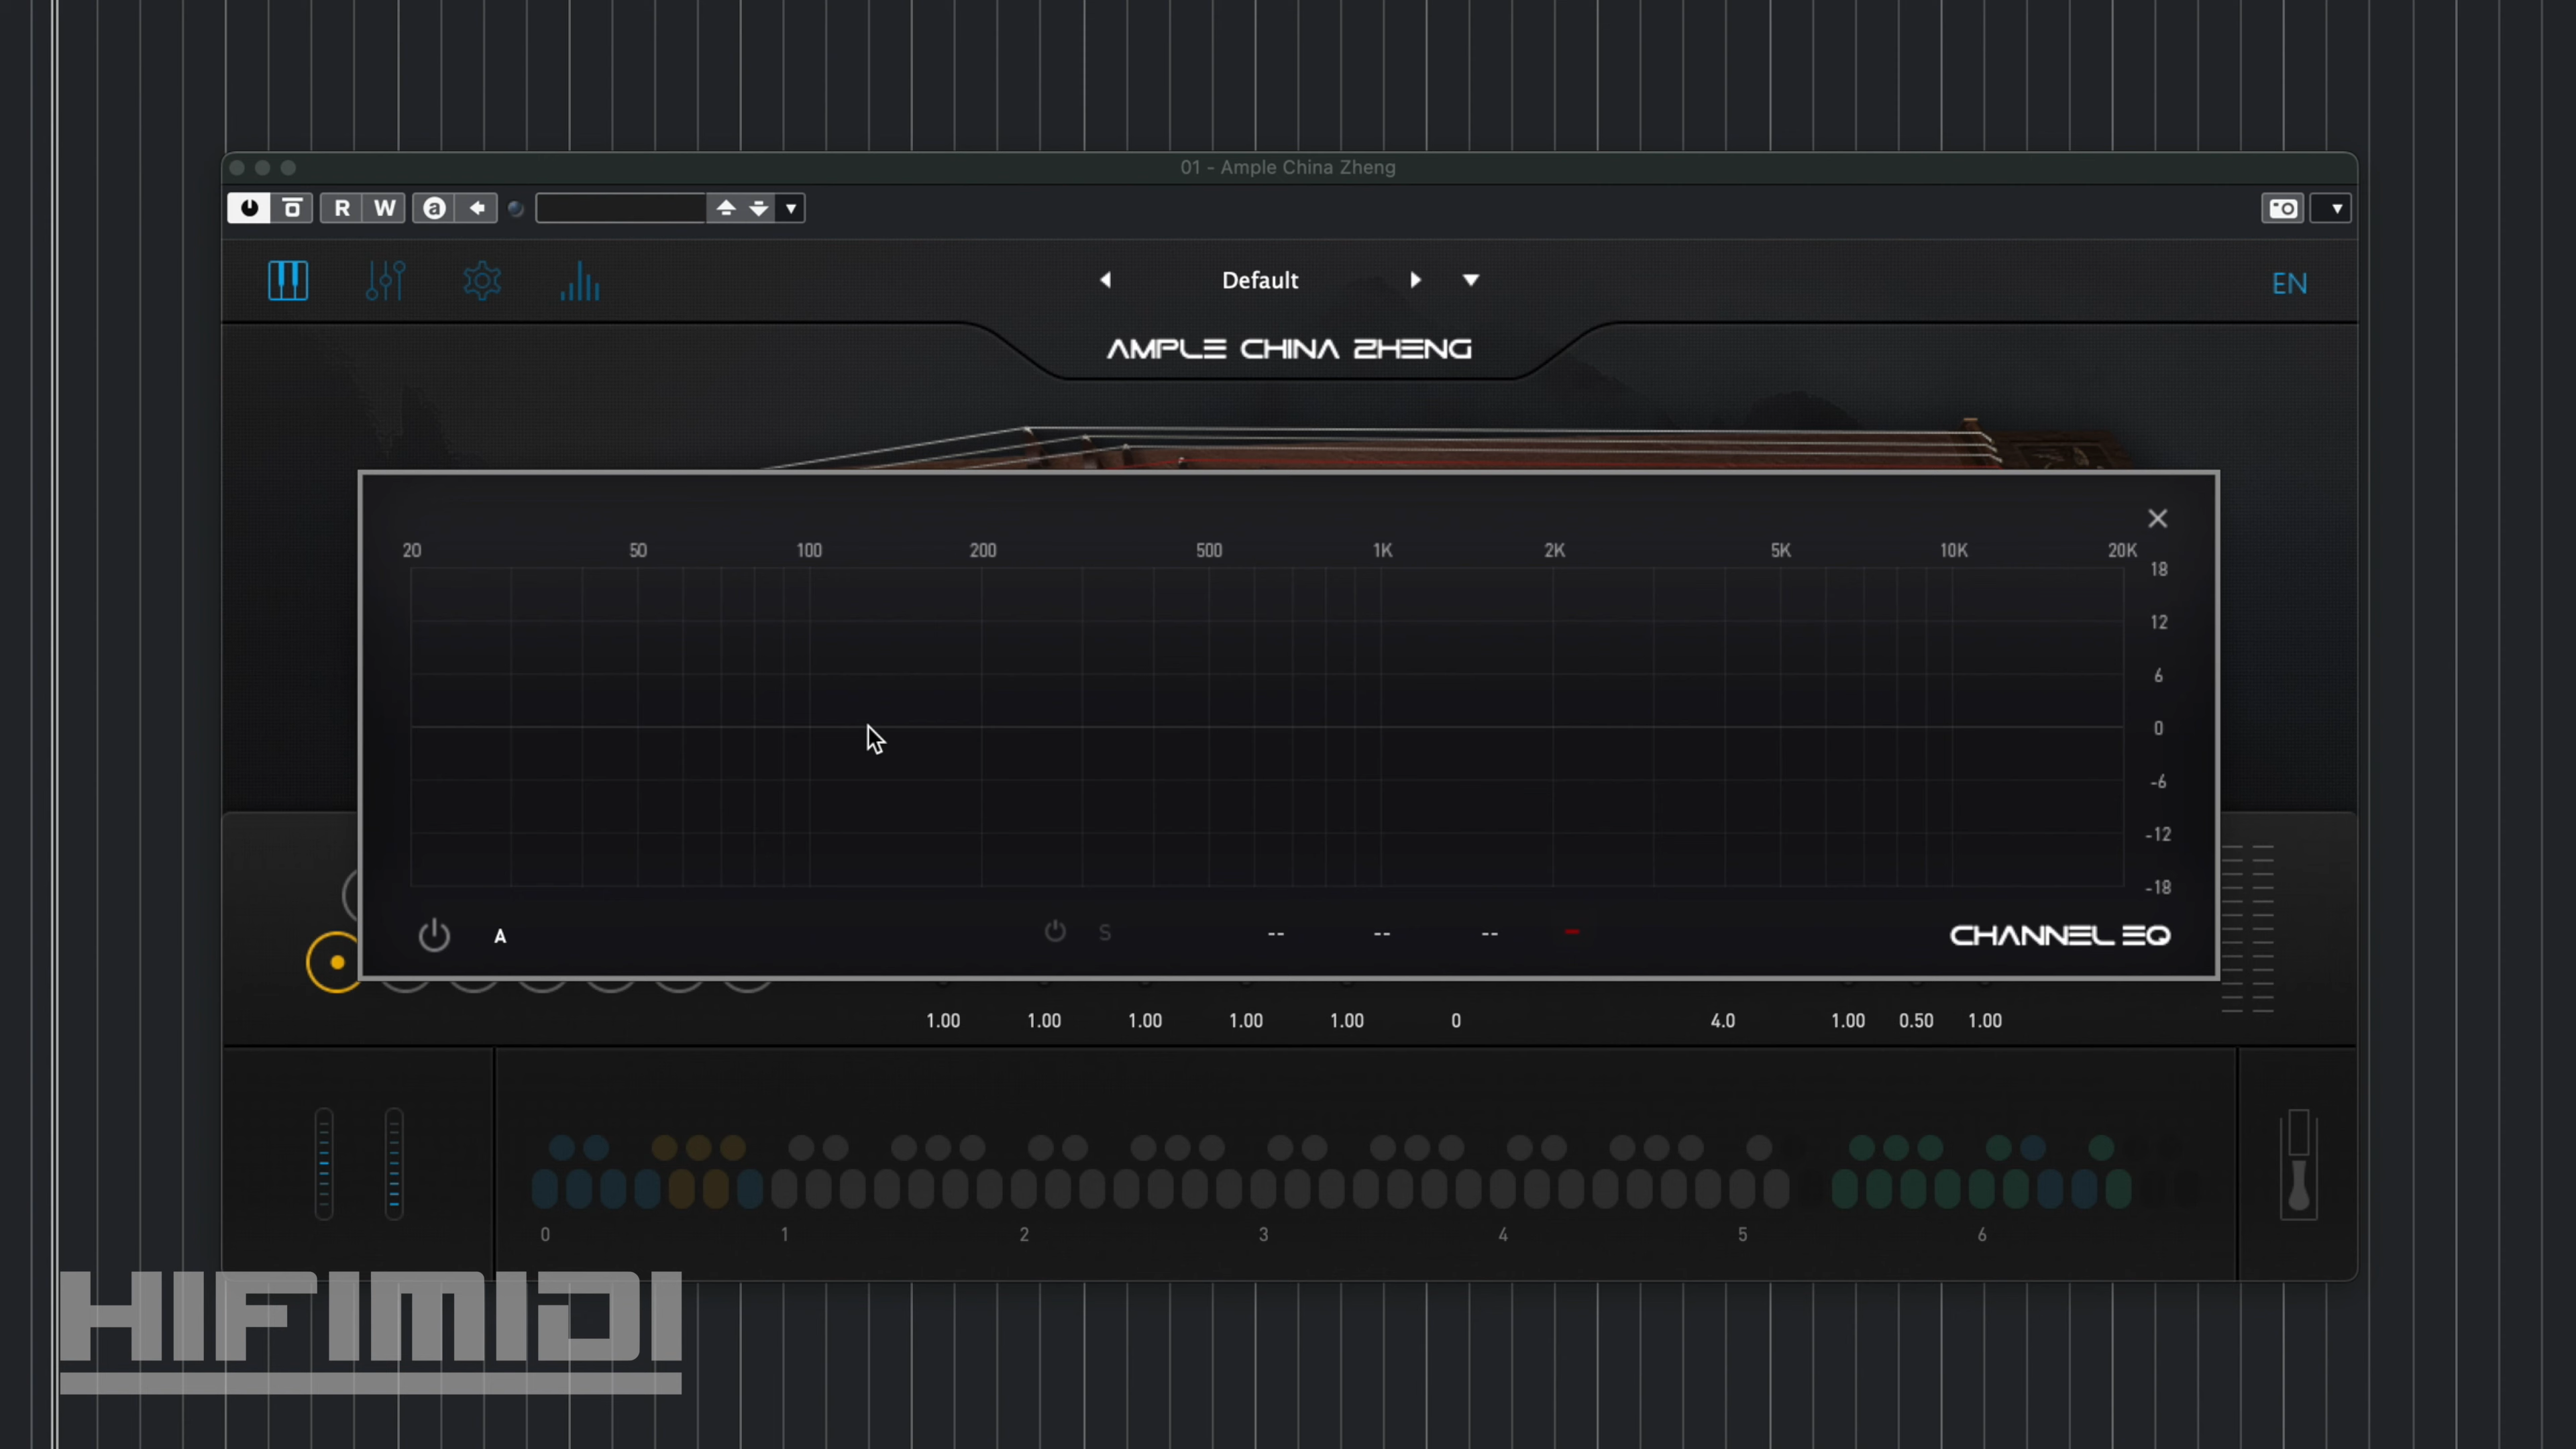 01 - Ample China Zheng
R W a
Default
EN
AMPLE CHINA ZHENG
20 50 100 200 500 1K 2K 5K 10K 20K
18
12
6
0
-6
-12
-18
A S -- -- -- CHANNEL EQ
1.00 1.00 1.00 1.00 1.00 0 4.0 1.00 0.50 1.00
0 1 2 3 4 5 6
HIFIMIDI